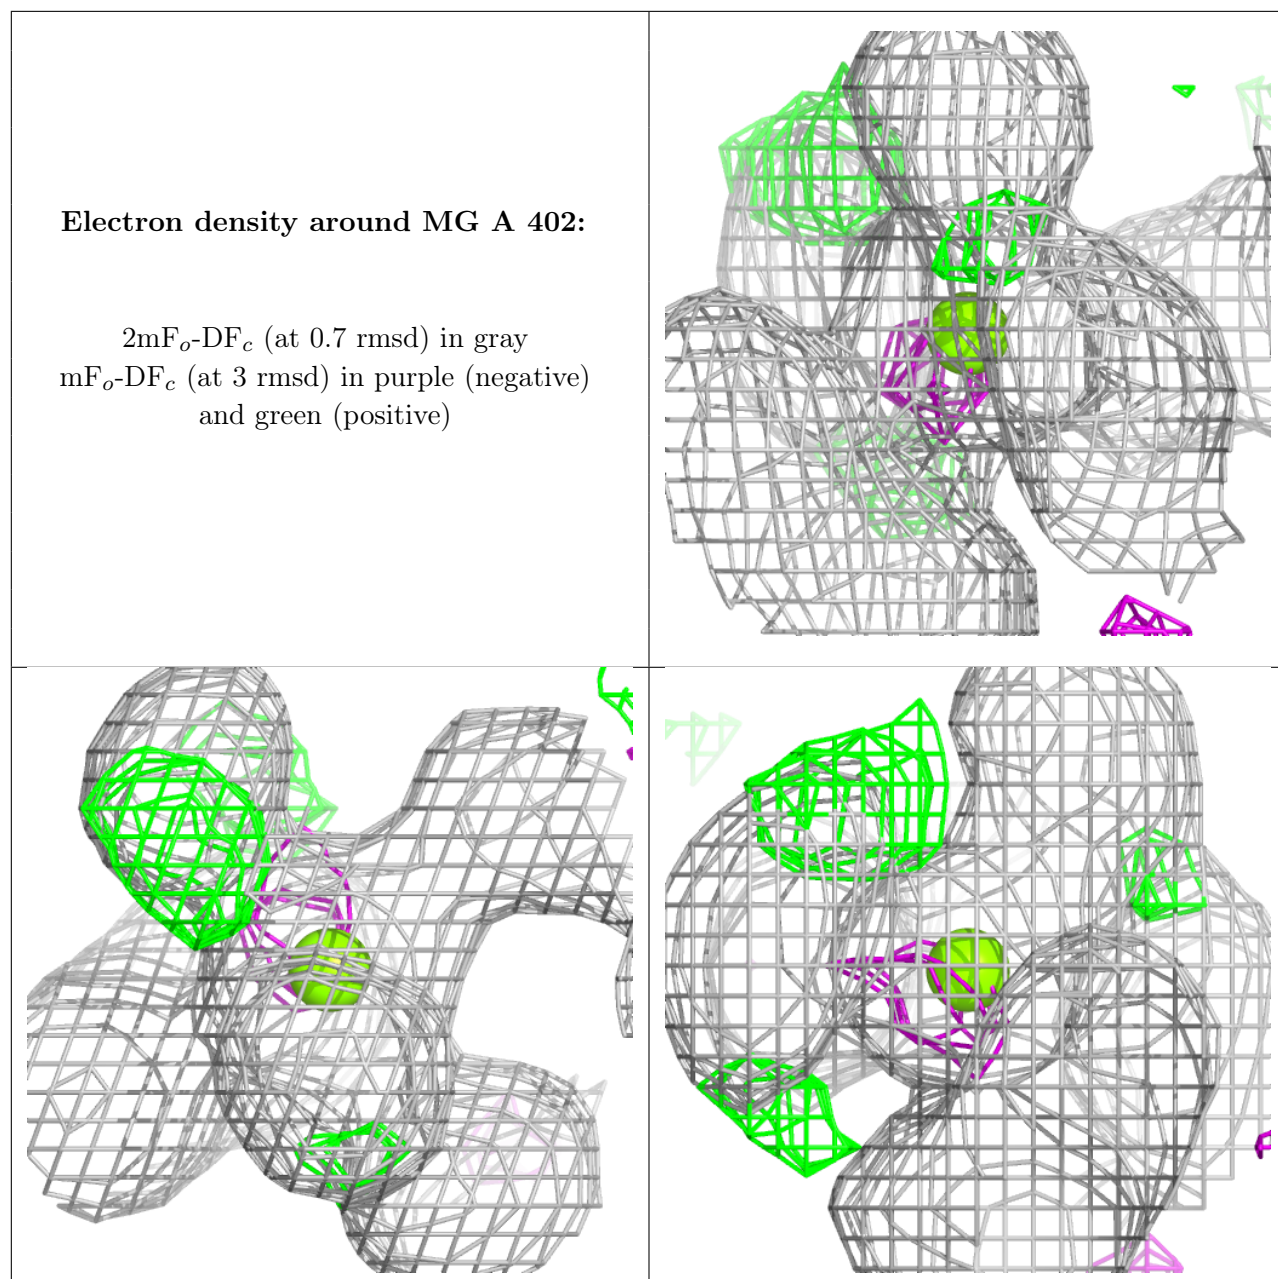 Electron density around MG A 402:
2mFo-DFc (at 0.7 rmsd) in gray
mFo-DFc (at 3 rmsd) in purple (negative)
and green (positive)